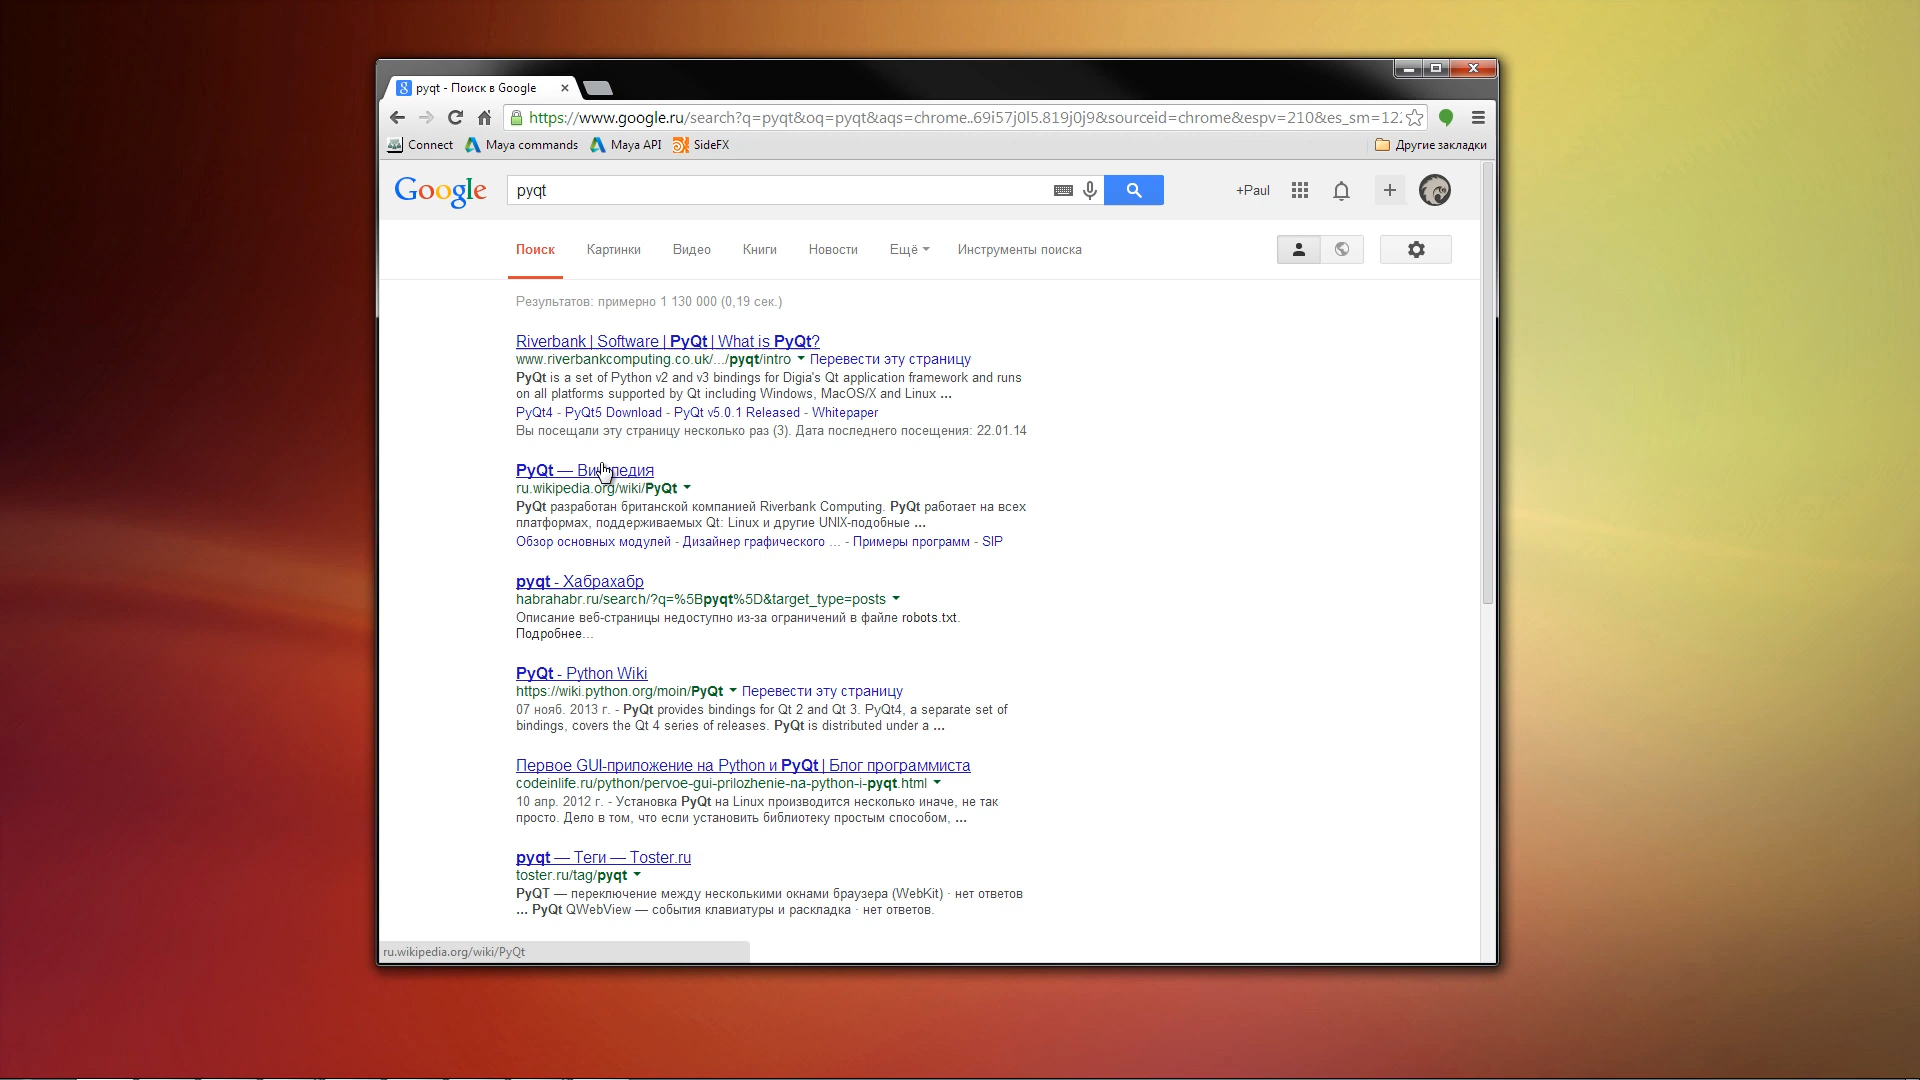 pyqt - Поиск в Google
https://www.google.ru/search?q=pyqt&oq=pyqt&aqs=chrome..69i57j0l5.819j0j9&sourceid=chrome&espv=210&es_sm=122
Connect Maya commands Maya API SideFX Другие закладки
Google pyqt +Paul
Поиск Картинки Видео Книги Новости Ещё Инструменты поиска
Результатов: примерно 1 130 000 (0,19 сек.)
Riverbank | Software | PyQt | What is PyQt?
www.riverbankcomputing.co.uk/.../pyqt/intro Перевести эту страницу
PyQt is a set of Python v2 and v3 bindings for Digia's Qt application framework and runs
on all platforms supported by Qt including Windows, MacOS/X and Linux ...
PyQt4 - PyQt5 Download - PyQt v5.0.1 Released - Whitepaper
Вы посещали эту страницу несколько раз (3). Дата последнего посещения: 22.01.14
PyQt — Википедия
ru.wikipedia.org/wiki/PyQt
PyQt разработан британской компанией Riverbank Computing. PyQt работает на всех
платформах, поддерживаемых Qt: Linux и другие UNIX-подобные ...
Обзор основных модулей - Дизайнер графического ... - Примеры программ - SIP
pyqt - Хабрахабр
habrahabr.ru/search/?q=%5Bpyqt%5D&target_type=posts
Описание веб-страницы недоступно из-за ограничений в файле robots.txt.
Подробнее...
PyQt - Python Wiki
https://wiki.python.org/moin/PyQt Перевести эту страницу
07 нояб. 2013 г. - PyQt provides bindings for Qt 2 and Qt 3. PyQt4, a separate set of
bindings, covers the Qt 4 series of releases. PyQt is distributed under a ...
Первое GUI-приложение на Python и PyQt | Блог программиста
codeinlife.ru/python/pervoe-gui-prilozhenie-na-python-i-pyqt.html
10 апр. 2012 г. - Установка PyQt на Linux производится несколько иначе, не так
просто. Дело в том, что если установить библиотеку простым способом, ...
pyqt — Теги — Toster.ru
toster.ru/tag/pyqt
PyQT — переключение между несколькими окнами браузера (WebKit) · нет ответов
... PyQt QWebView — события клавиатуры и раскладка · нет ответов.
ru.wikipedia.org/wiki/PyQt